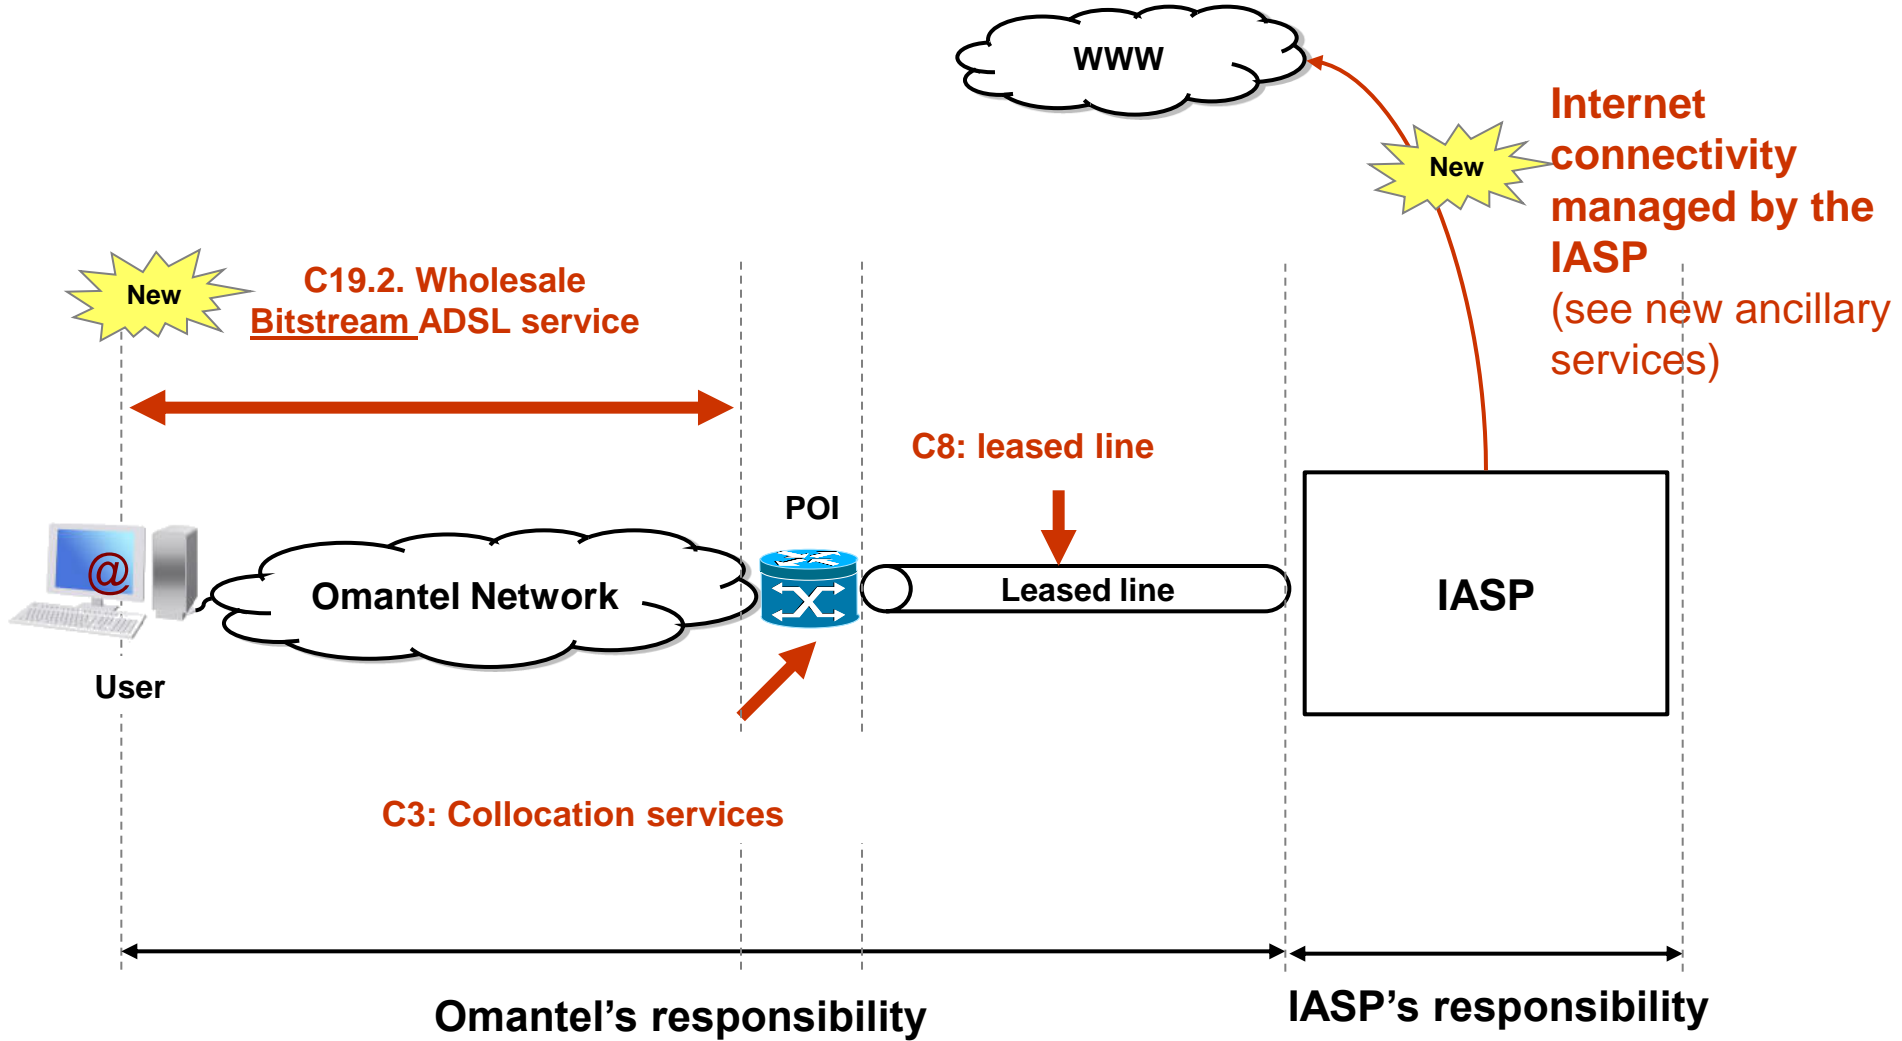 WWW
Internet
connectivity
managed by the
IASP
(see new ancillary
services)
New
New
C19.2. Wholesale
Bitstream ADSL service
C8: leased line
POI
@
Omantel Network
Leased line
IASP
User
C3: Collocation services
Omantel’s responsibility
IASP’s responsibility